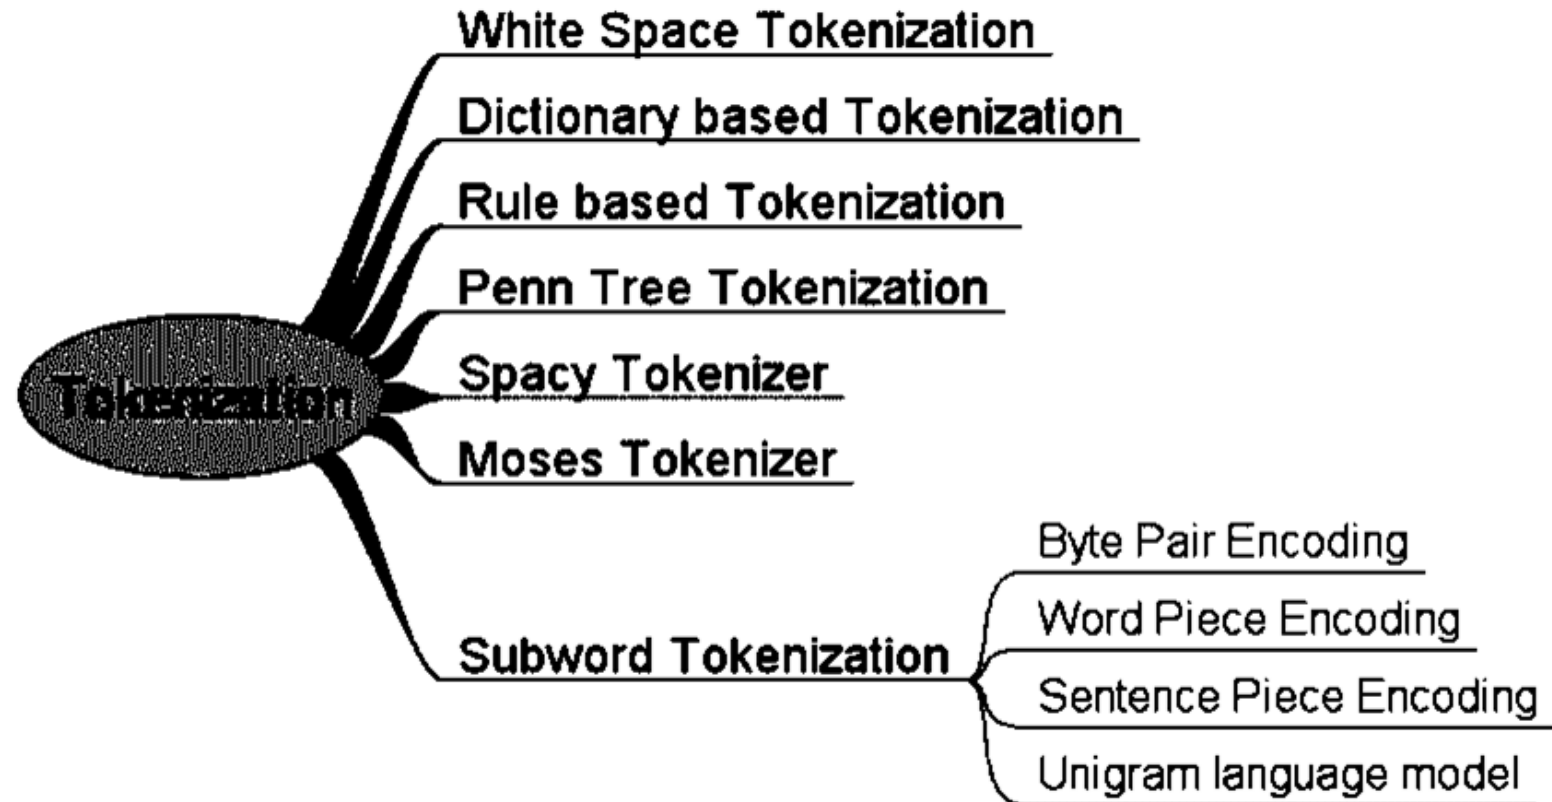 White Space Tokenization
Dictionary based Tokenization
Rule based Tokenization
Penn Tree Tokenization
Tokenization
Spacy Tokenizer
Moses Tokenizer
Subword Tokenization
Byte Pair Encoding
Word Piece Encoding
Sentence Piece Encoding
Unigram language model